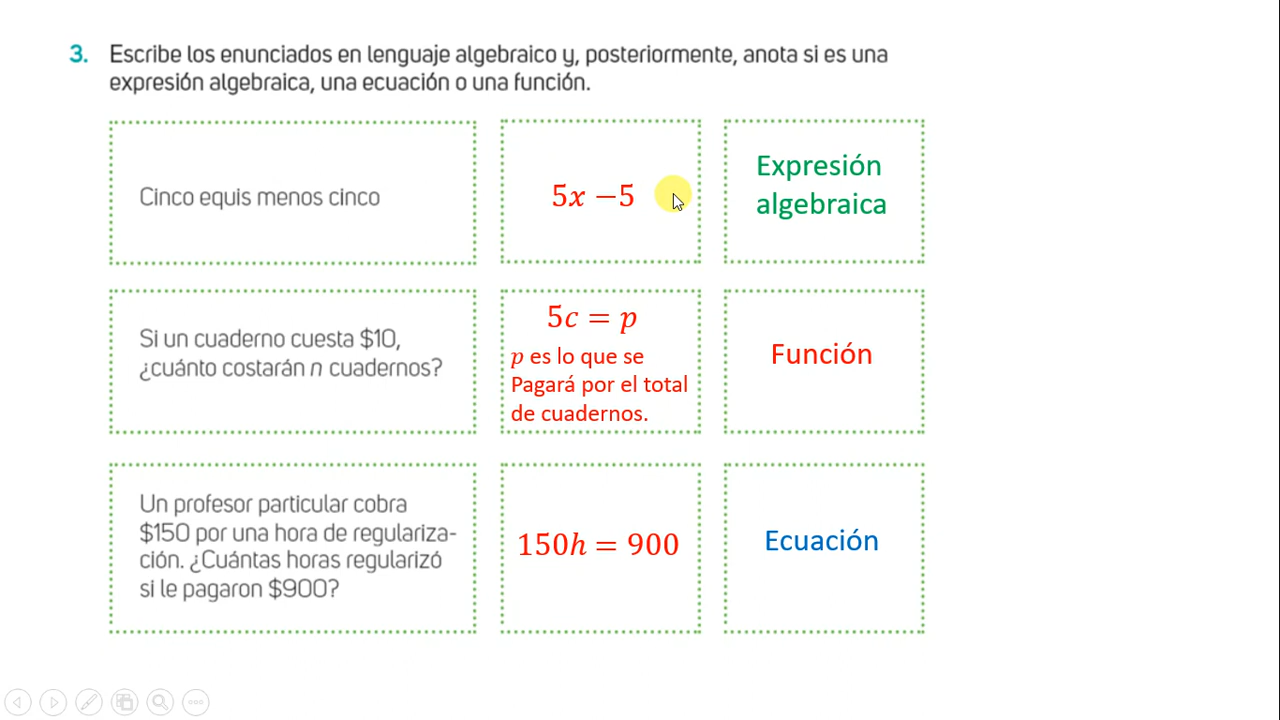 3. Escribe los enunciados en lenguaje algebraico y, posteriormente, anota si es una
expresión algebraica, una ecuación o una función.
Cinco equis menos cinco
5x −5
Expresión
algebraica
Si un cuaderno cuesta $10,
¿cuánto costarán n cuadernos?
5c = p
p es lo que se
Pagará por el total
de cuadernos.
Función
Un profesor particular cobra
$150 por una hora de regulariza-
ción. ¿Cuántas horas regularizó
si le pagaron $900?
150h = 900
Ecuación